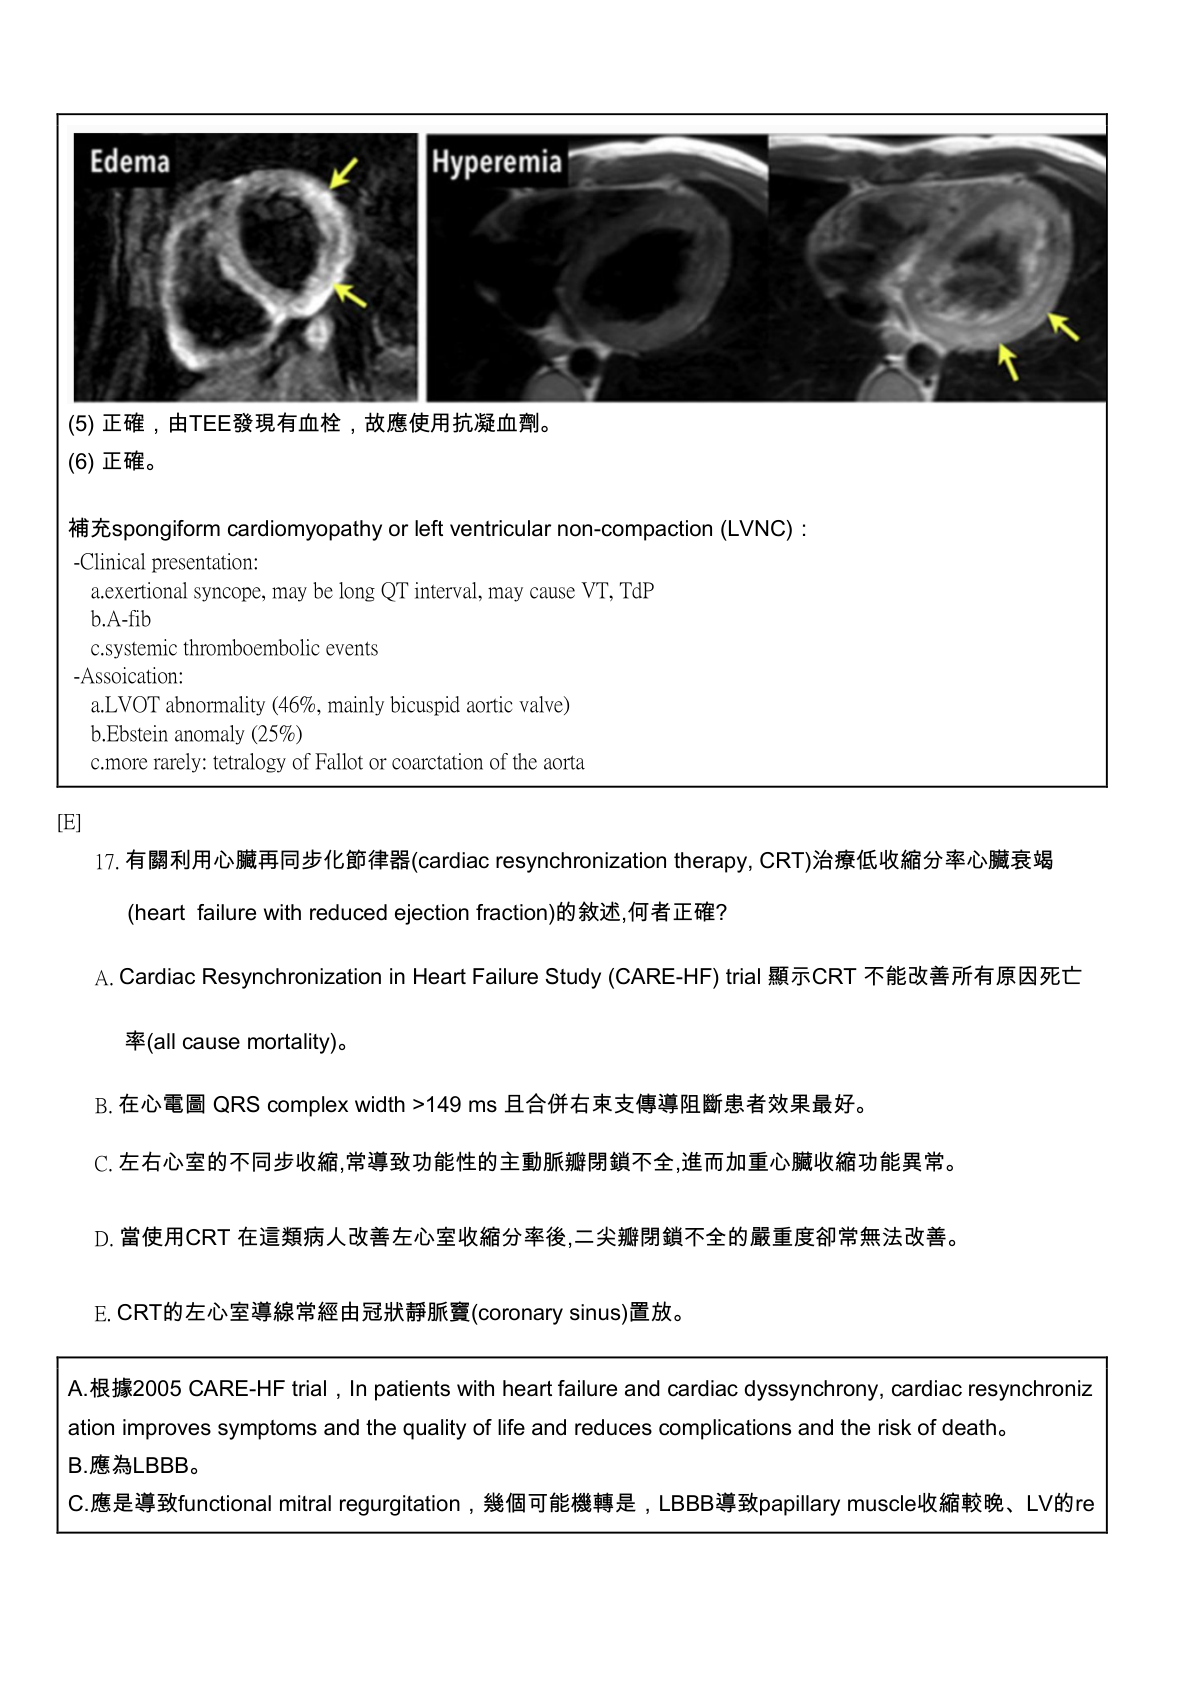 Edema
Hyperemia
(5) 正確，由TEE發現有血栓，故應使用抗凝血劑。
(6) 正確。
補充spongiform cardiomyopathy or left ventricular non-compaction (LVNC)：
-Clinical presentation:
a.exertional syncope, may be long QT interval, may cause VT, TdP
b.A-fib
c.systemic thromboembolic events
-Assoication:
a.LVOT abnormality (46%, mainly bicuspid aortic valve)
b.Ebstein anomaly (25%)
c.more rarely: tetralogy of Fallot or coarctation of the aorta
[E]
17. 有關利用心臟再同步化節律器(cardiac resynchronization therapy, CRT)治療低收縮分率心臟衰竭
(heart failure with reduced ejection fraction)的敘述,何者正確?
A. Cardiac Resynchronization in Heart Failure Study (CARE-HF) trial 顯示CRT 不能改善所有原因死亡
率(all cause mortality)。
B. 在心電圖 QRS complex width >149 ms 且合併右束支傳導阻斷患者效果最好。
C. 左右心室的不同步收縮,常導致功能性的主動脈瓣閉鎖不全,進而加重心臟收縮功能異常。
D. 當使用CRT 在這類病人改善左心室收縮分率後,二尖瓣閉鎖不全的嚴重度卻常無法改善。
E. CRT的左心室導線常經由冠狀靜脈竇(coronary sinus)置放。
A.根據2005 CARE-HF trial，In patients with heart failure and cardiac dyssynchrony, cardiac resynchroniz
ation improves symptoms and the quality of life and reduces complications and the risk of death。
B.應為LBBB。
C.應是導致functional mitral regurgitation，幾個可能機轉是，LBBB導致papillary muscle收縮較晚、LV的re